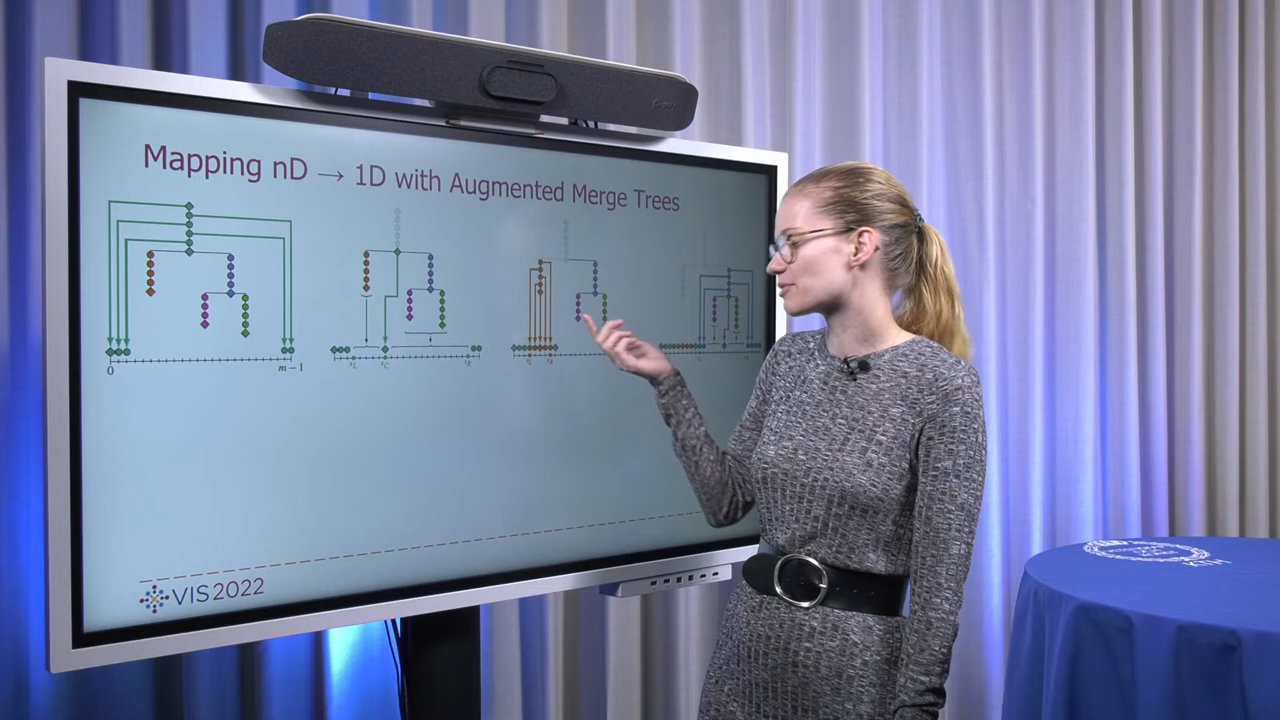 Mapping nD → 1D with Augmented Merge Trees
0
m − 1
VIS2022